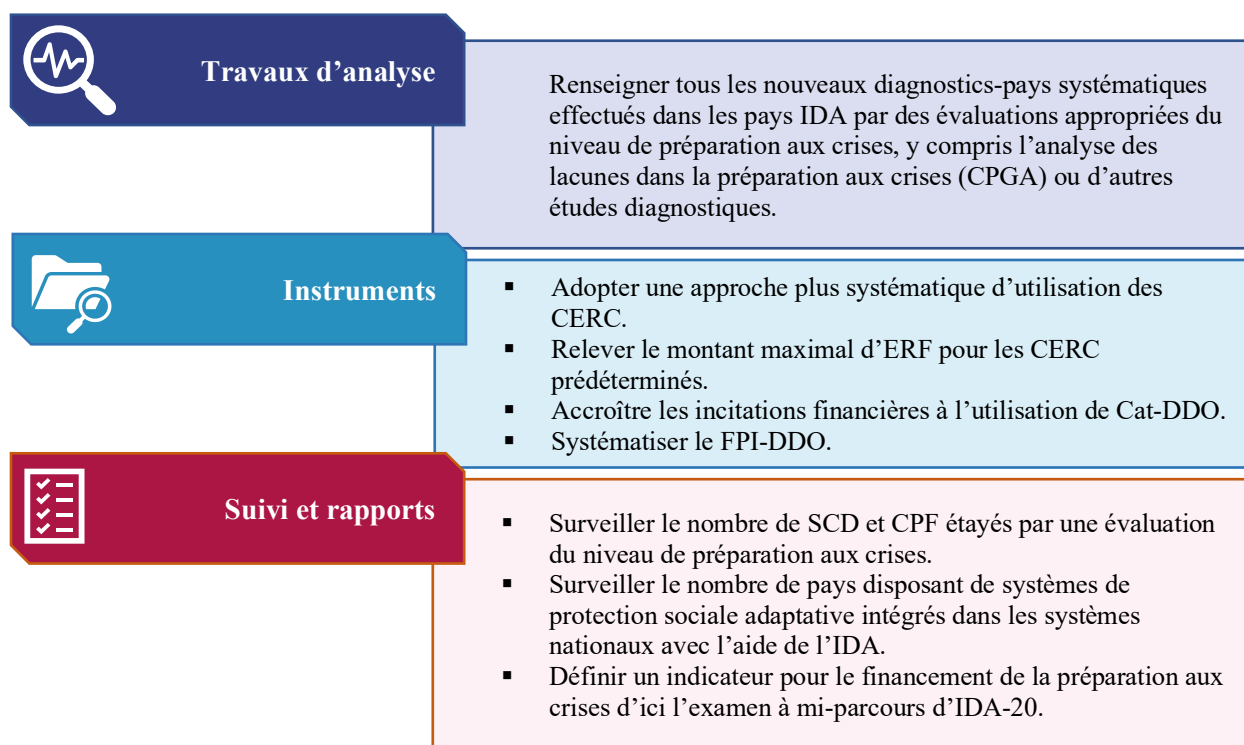 Travaux d’analyse
Renseigner tous les nouveaux diagnostics-pays systématiques
effectués dans les pays IDA par des évaluations appropriées du
niveau de préparation aux crises, y compris l’analyse des
lacunes dans la préparation aux crises (CPGA) ou d’autres
études diagnostiques.
Instruments
▪ Adopter une approche plus systématique d’utilisation des
CERC.
▪ Relever le montant maximal d’ERF pour les CERC
prédéterminés.
▪ Accroître les incitations financières à l’utilisation de Cat-DDO.
▪ Systématiser le FPI-DDO.
Suivi et rapports
▪ Surveiller le nombre de SCD et CPF étayés par une évaluation
du niveau de préparation aux crises.
▪ Surveiller le nombre de pays disposant de systèmes de
protection sociale adaptative intégrés dans les systèmes
nationaux avec l’aide de l’IDA.
▪ Définir un indicateur pour le financement de la préparation aux
crises d’ici l’examen à mi-parcours d’IDA-20.